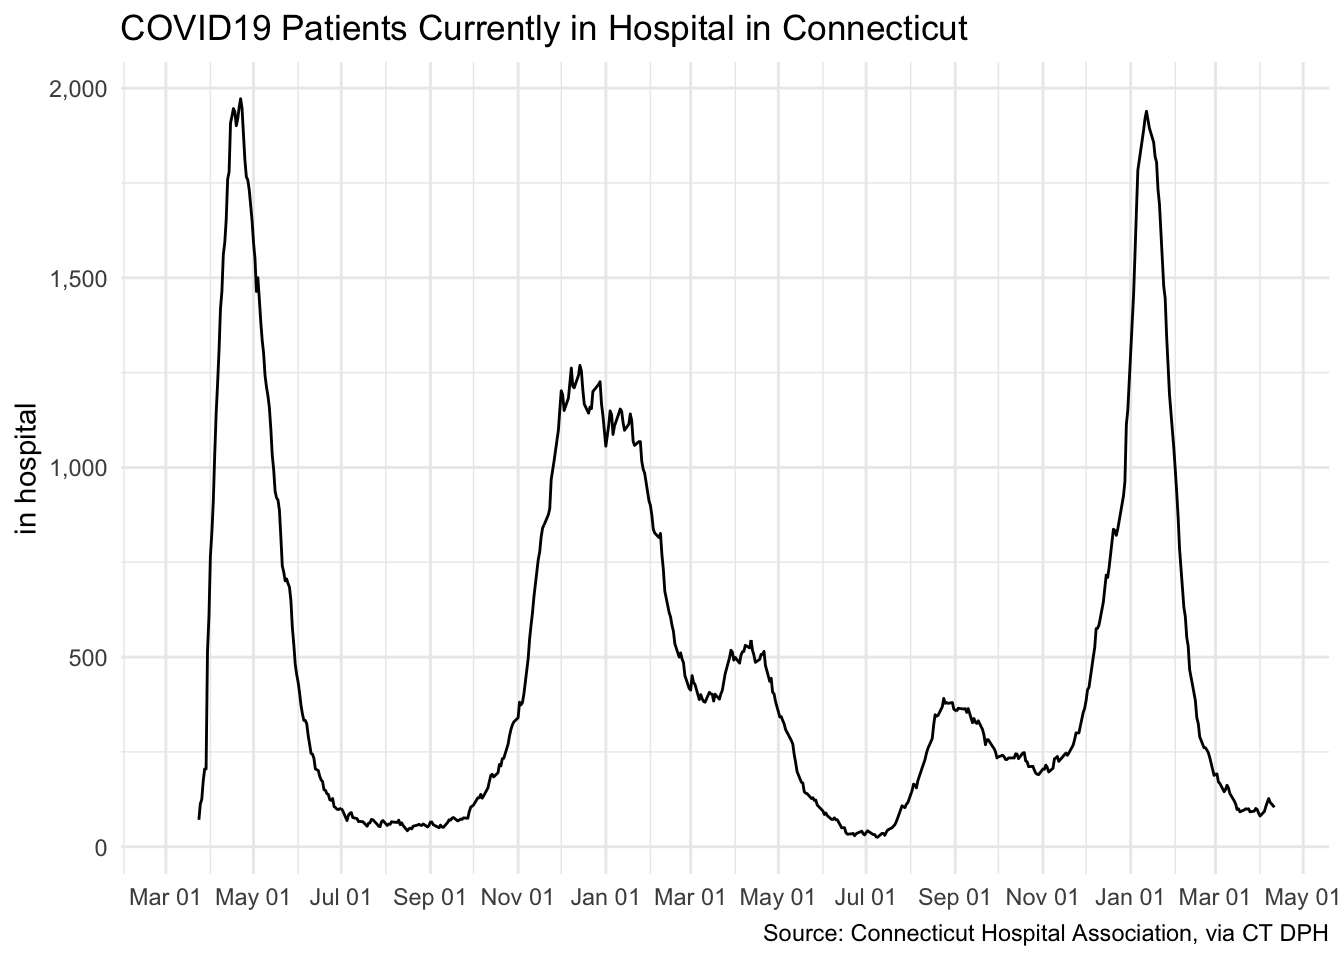 COVID19 Patients Currently in Hospital in Connecticut
2,000
1,500
1,000
500
0
in hospital
Mar 01 May 01 Jul 01 Sep 01 Nov 01 Jan 01 Mar 01 May 01 Jul 01 Sep 01 Nov 01 Jan 01 Mar 01 May 01
Source: Connecticut Hospital Association, via CT DPH